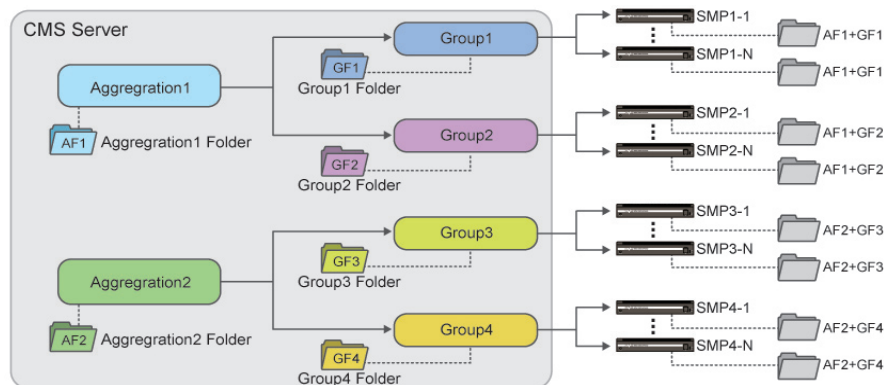 CMS Server
Aggregration1
AF1
Aggregration1 Folder
Group1
GF1
Group1 Folder
Group2
GF2
Group2 Folder
SMP1-1
AF1+GF1
SMP1-N
AF1+GF1
SMP2-1
AF1+GF2
SMP2-N
AF1+GF2
Aggregration2
AF2
Aggregration2 Folder
Group3
GF3
Group3 Folder
Group4
GF4
Group4 Folder
SMP3-1
AF2+GF3
SMP3-N
AF2+GF3
SMP4-1
AF2+GF4
SMP4-N
AF2+GF4